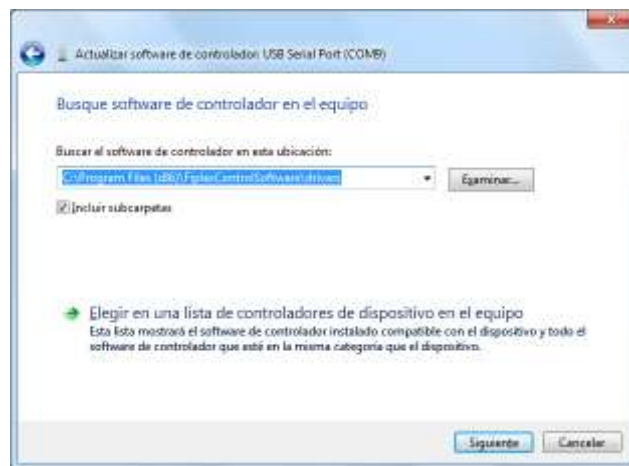 Actualizar software de controlador: USB Serial Port (COM8)
Busque software de controlador en el equipo
Buscar el software de controlador en esta ubicación:
C:\Program Files (x86)\FiplexControlSoftware\drivers
Examinar...
Incluir subcarpetas
Elegir en una lista de controladores de dispositivo en el equipo
Esta lista mostrará el software de controlador instalado compatible con el dispositivo y todo el
software de controlador que esté en la misma categoría que el dispositivo.
Siguiente
Cancelar